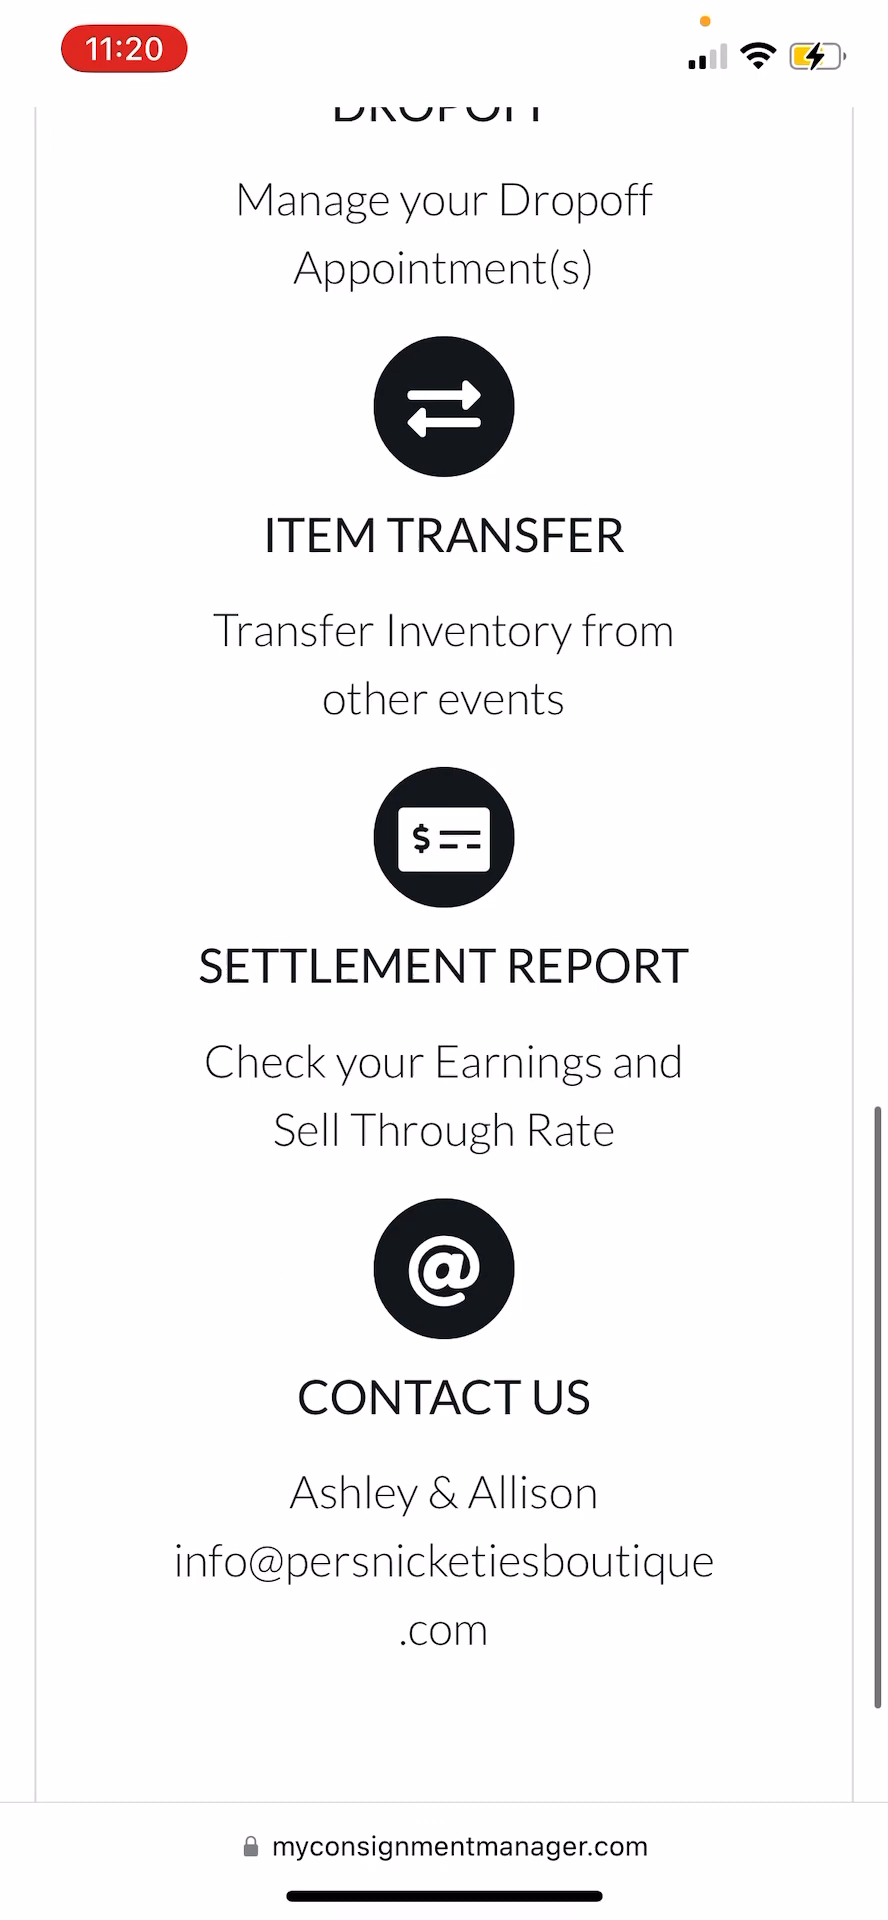 11:20
DROPOFF
Manage your Dropoff
Appointment(s)
ITEM TRANSFER
Transfer Inventory from
other events
$
SETTLEMENT REPORT
Check your Earnings and
Sell Through Rate
@
CONTACT US
Ashley & Allison
info@persnicketiesboutique
.com
myconsignmentmanager.com